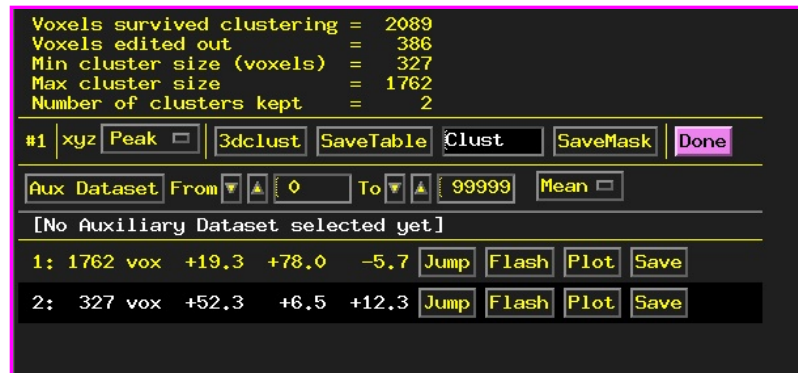 Voxels survived clustering = 2089
Voxels edited out = 386
Min cluster size (voxels) = 327
Max cluster size = 1762
Number of clusters kept = 2
#1 xyz Peak 3dclust SaveTable Clust SaveMask Done
Aux Dataset From 0 To 99999 Mean
[No Auxiliary Dataset selected yet]
1: 1762 vox +19.3 +78.0 -5.7 Jump Flash Plot Save
2: 327 vox +52.3 +6.5 +12.3 Jump Flash Plot Save